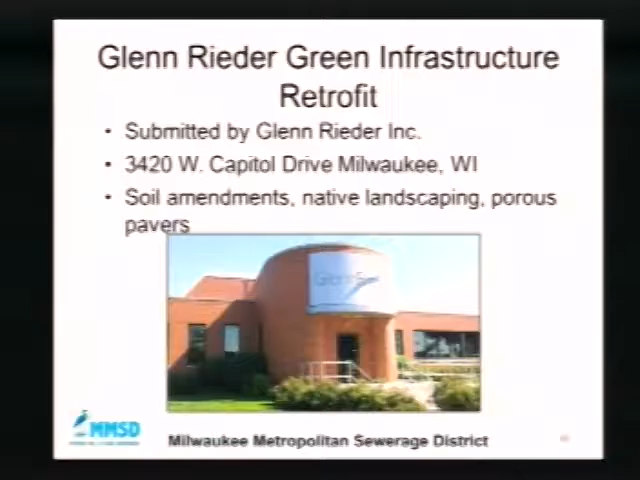 Glenn Rieder Green Infrastructure
Retrofit
• Submitted by Glenn Rieder Inc.
• 3420 W. Capitol Drive Milwaukee, WI
• Soil amendments, native landscaping, porous
pavers
MMSD
Milwaukee Metropolitan Sewerage District